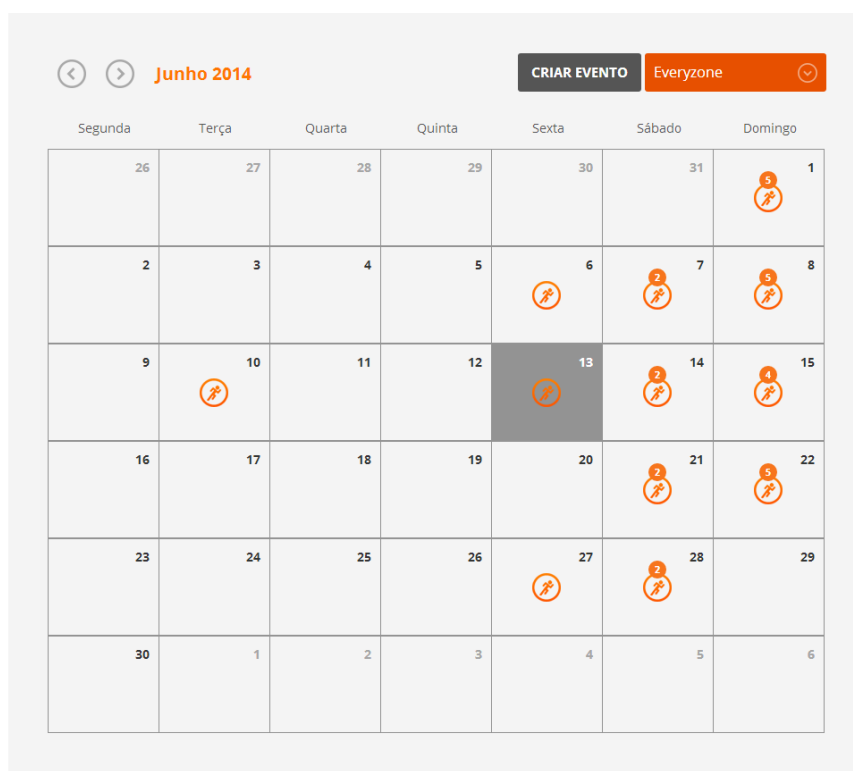 Junho 2014 CRIAR EVENTO Everyzone
Segunda Terça Quarta Quinta Sexta Sábado Domingo
26 27 28 29 30 31 1
5
2 3 4 5 6 7 8
2 5
9 10 11 12 13 14 15
2 4
16 17 18 19 20 21 22
2 5
23 24 25 26 27 28 29
2
30 1 2 3 4 5 6